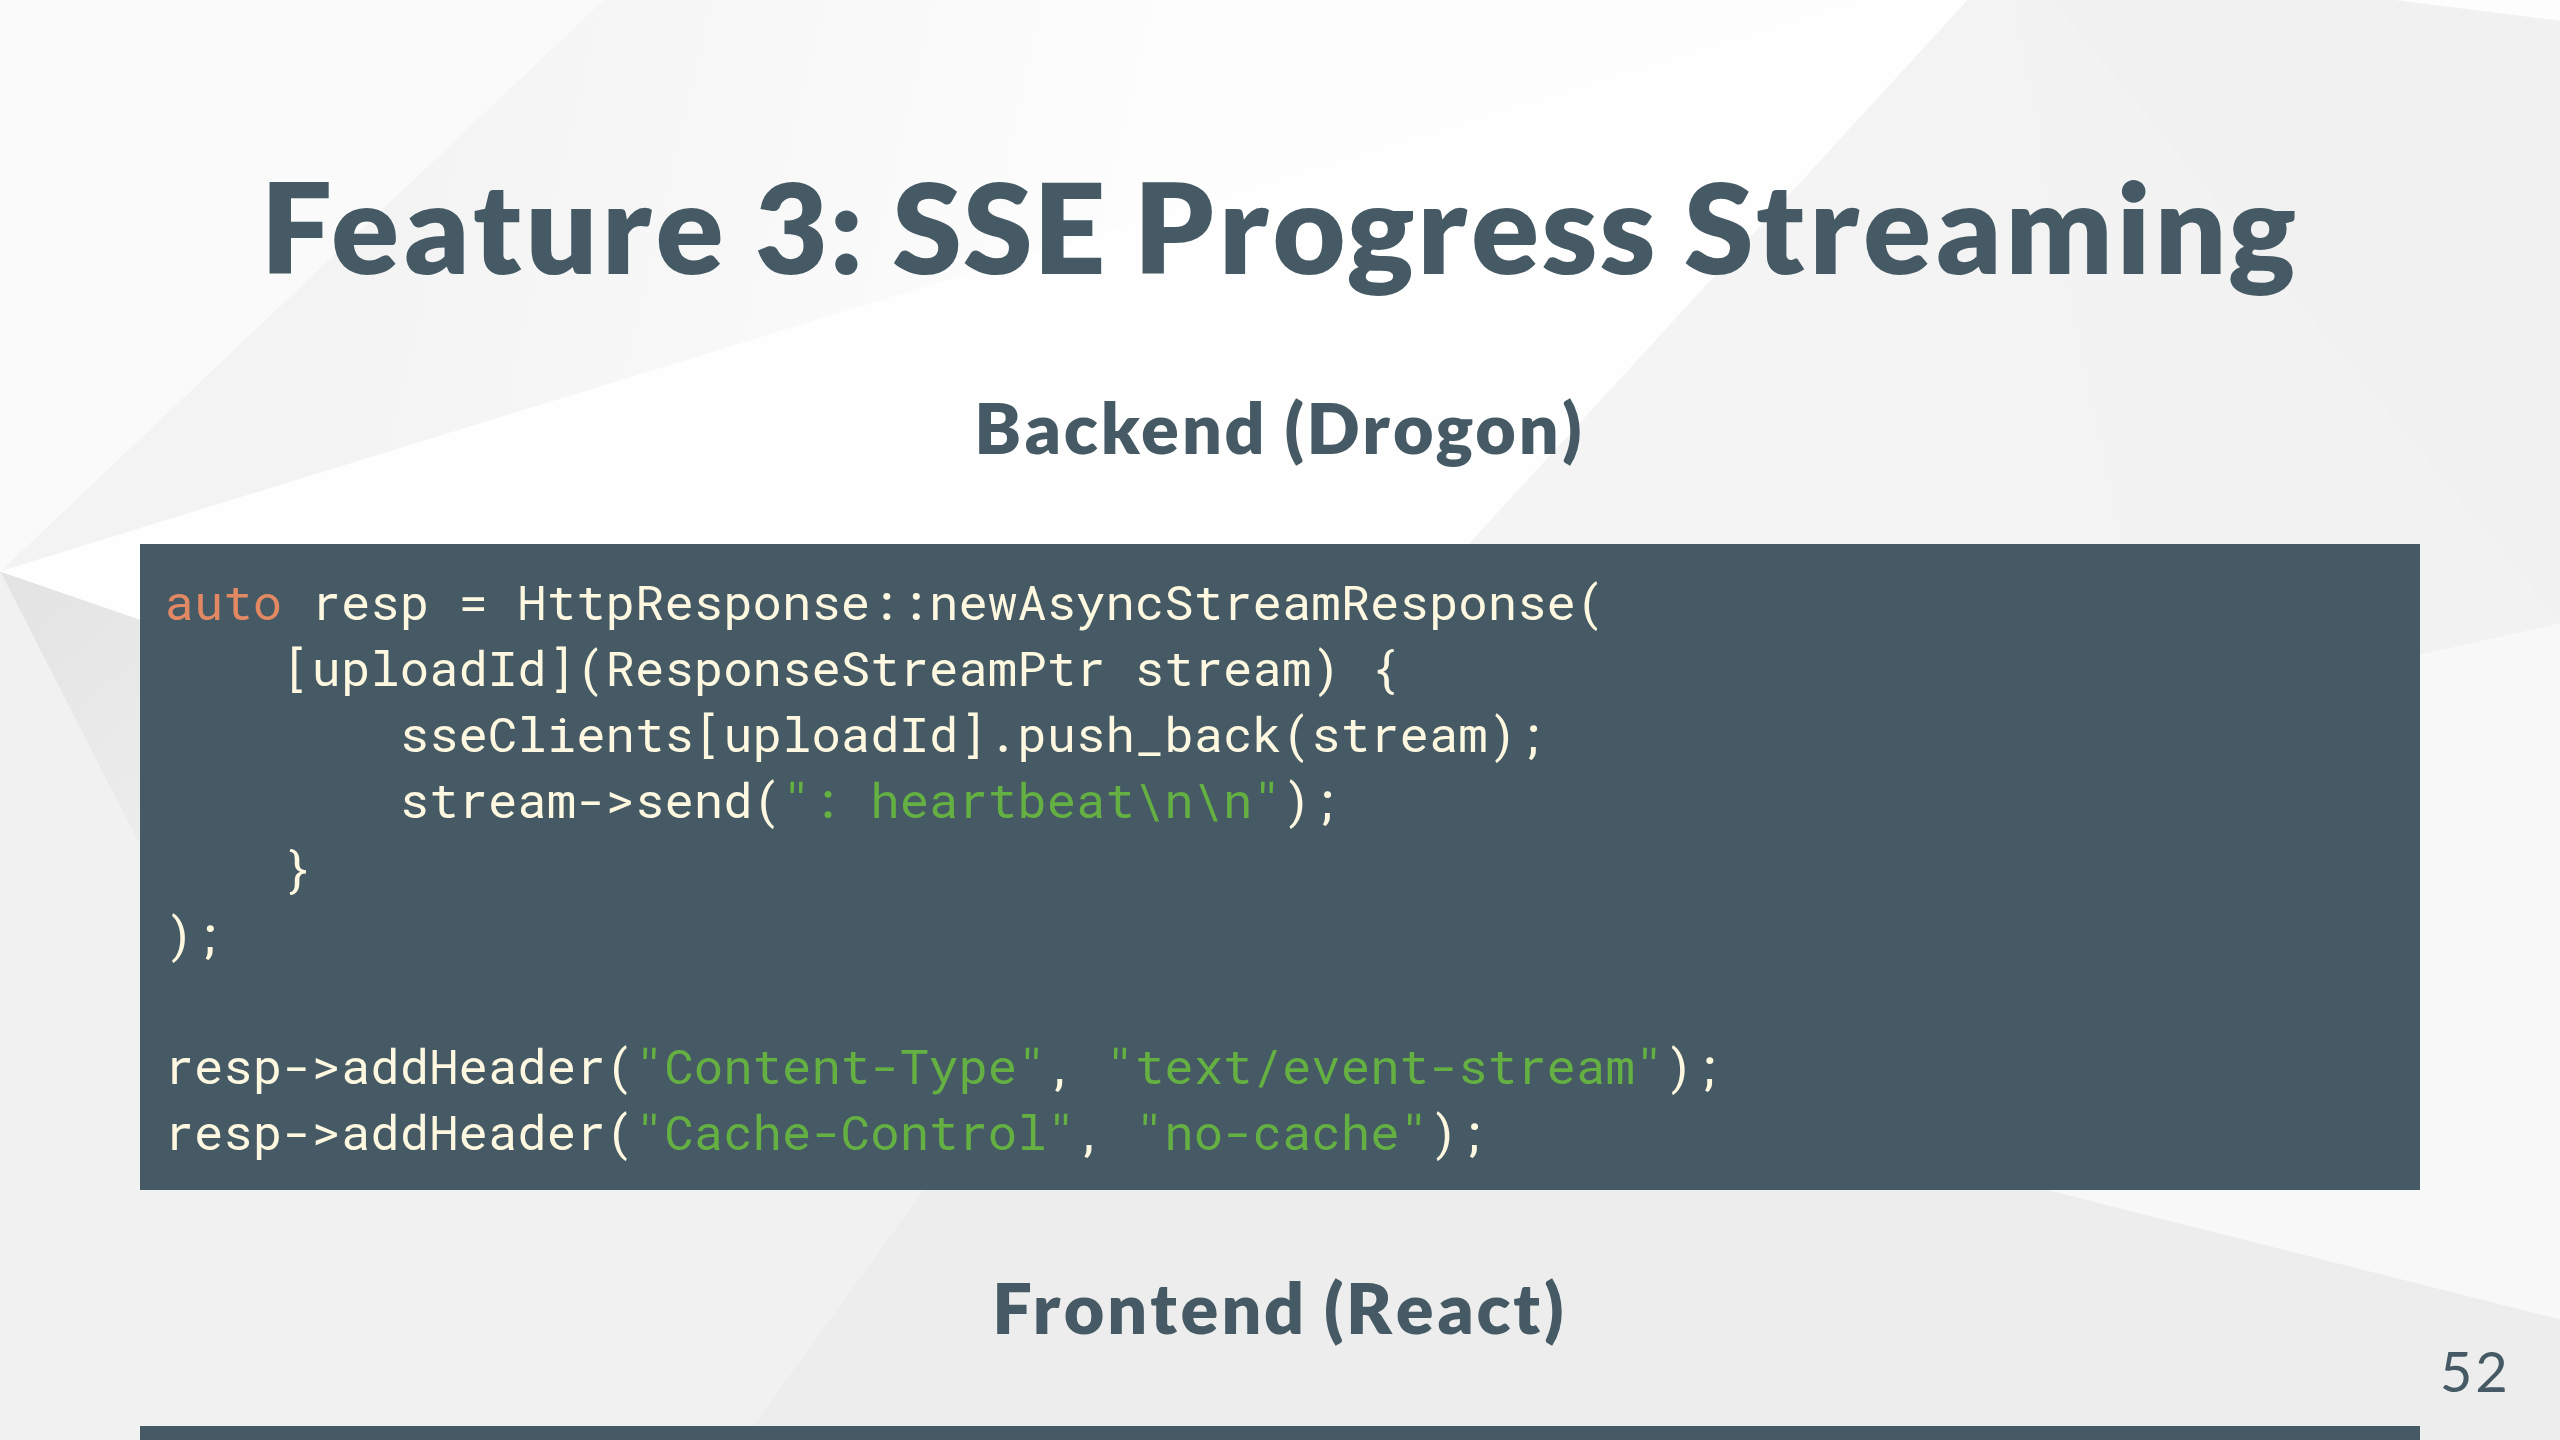 Feature 3: SSE Progress Streaming
Backend (Drogon)
auto resp = HttpResponse::newAsyncStreamResponse(
    [uploadId](ResponseStreamPtr stream) {
        sseClients[uploadId].push_back(stream);
        stream->send(": heartbeat\n\n");
    }
);

resp->addHeader("Content-Type", "text/event-stream");
resp->addHeader("Cache-Control", "no-cache");
Frontend (React)
52